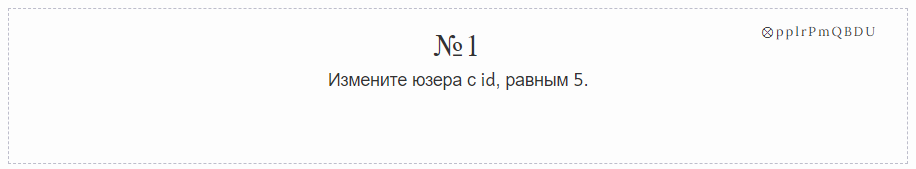 ⊗pplrPmQBDU
№1
Измените юзера с id, равным 5.